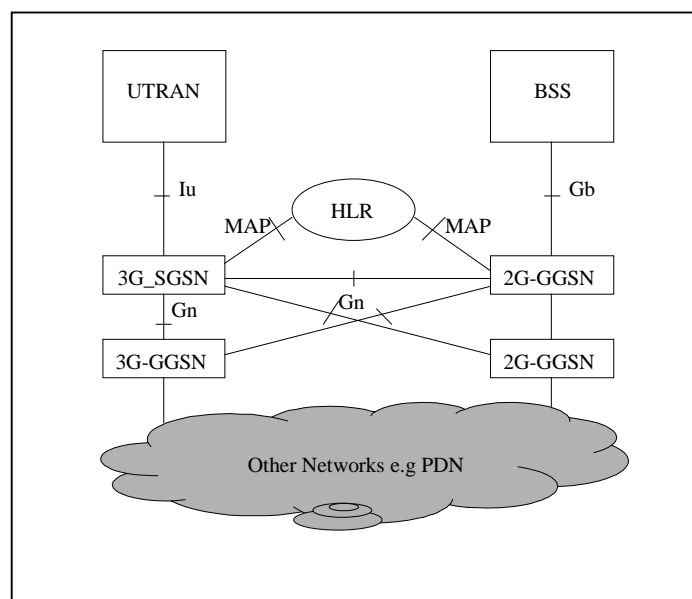 UTRAN
BSS
Iu
Gb
HLR
MAP
MAP
3G_SGSN
2G-GGSN
Gn
Gn
3G-GGSN
2G-GGSN
Other Networks e.g PDN